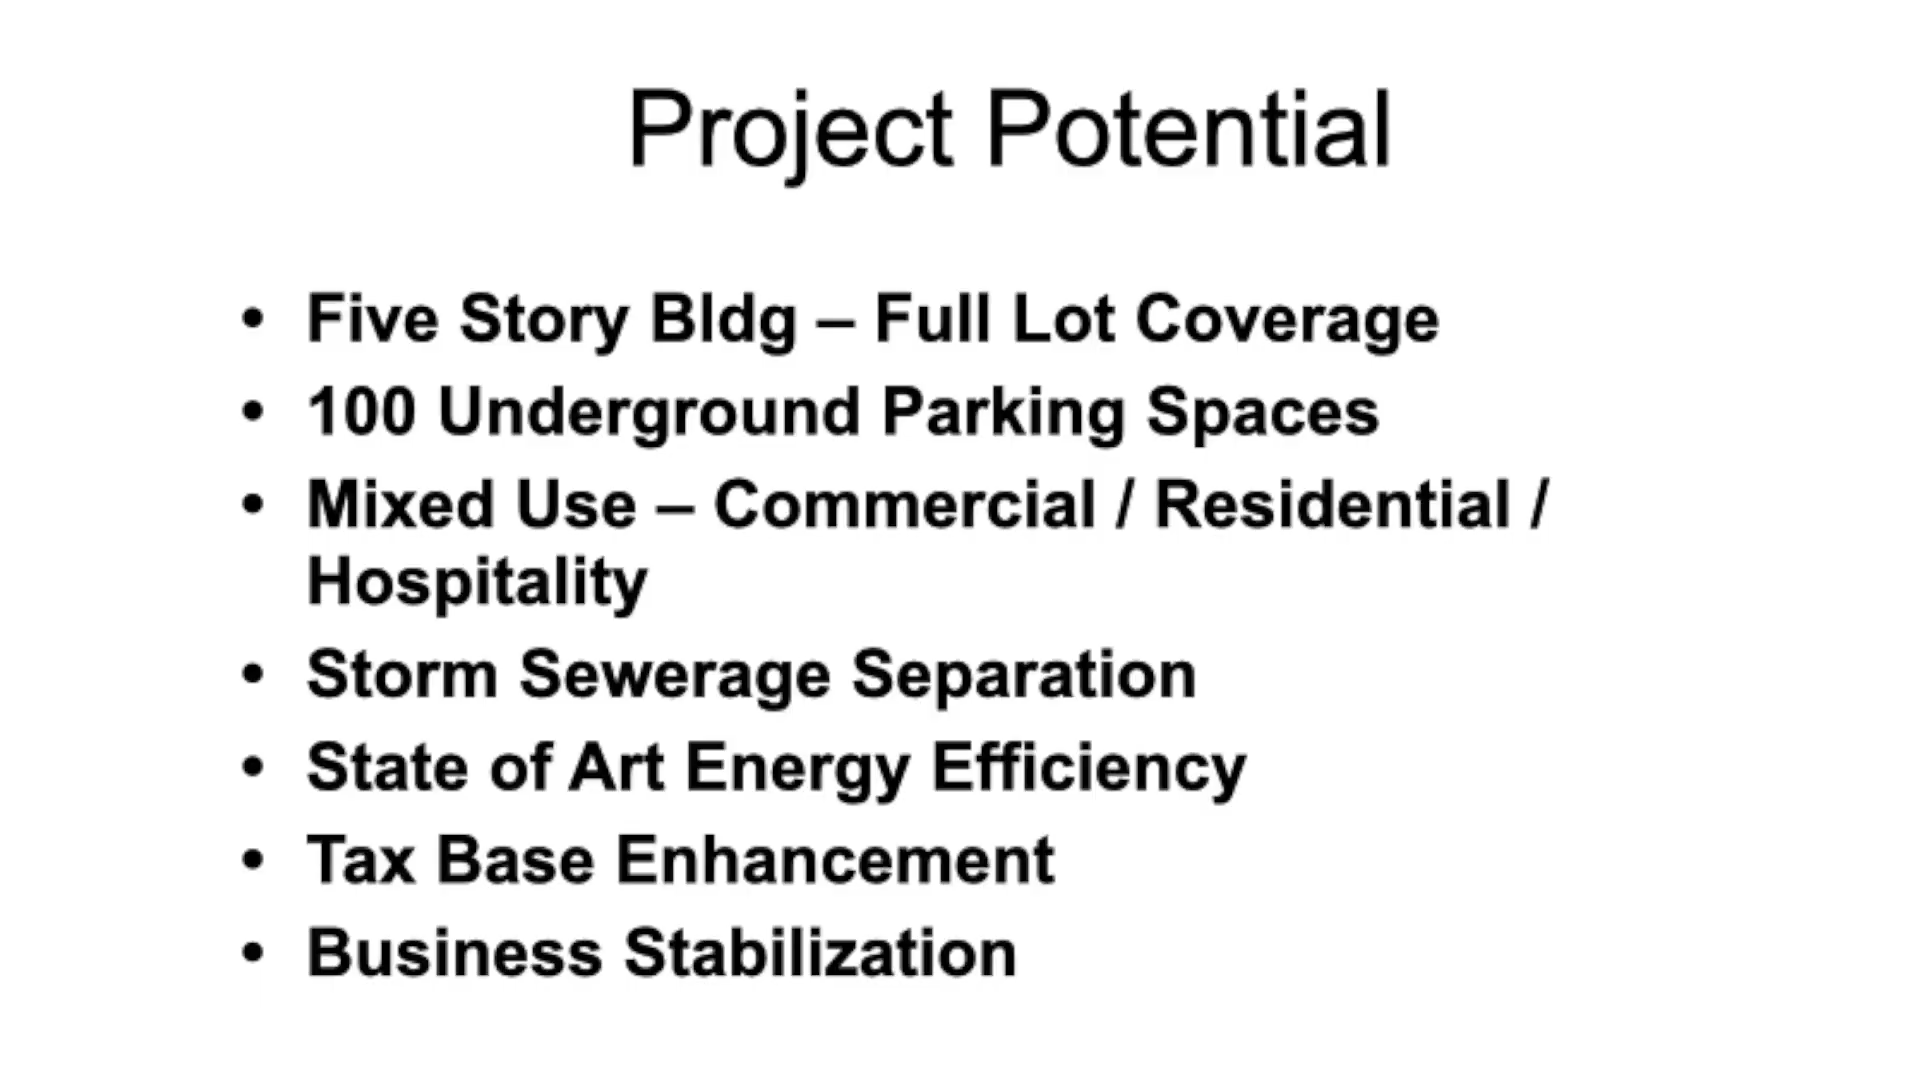 Project Potential
• Five Story Bldg – Full Lot Coverage
• 100 Underground Parking Spaces
• Mixed Use – Commercial / Residential /
Hospitality
• Storm Sewerage Separation
• State of Art Energy Efficiency
• Tax Base Enhancement
• Business Stabilization